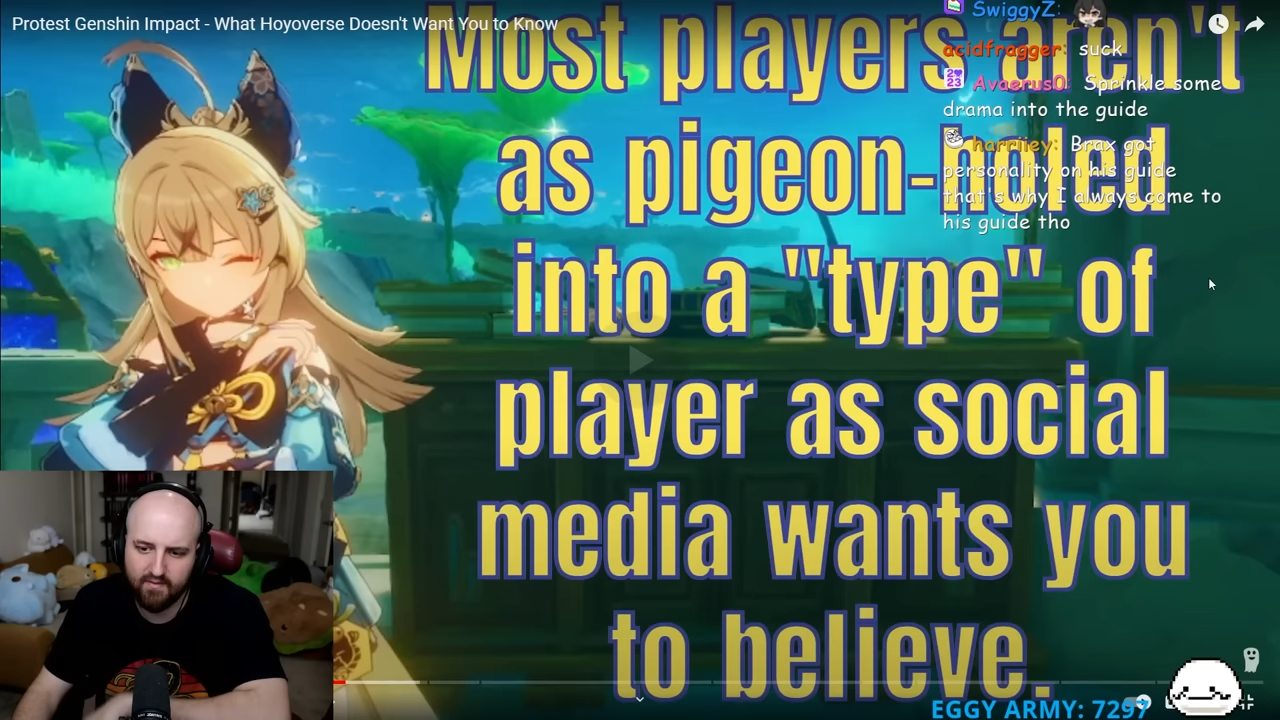 Protest Genshin Impact - What Hoyoverse Doesn't Want You to Know
Most players aren't
as pigeon-holed
into a "type" of
player as social
media wants you
to believe.
SwiggyZ:
acidfragger: suck
Avaerus0: Sprinkle some
drama into the guide
harriiey: Brax got
personality on his guide
that's why I always come to
his guide tho
EGGY ARMY: 7297